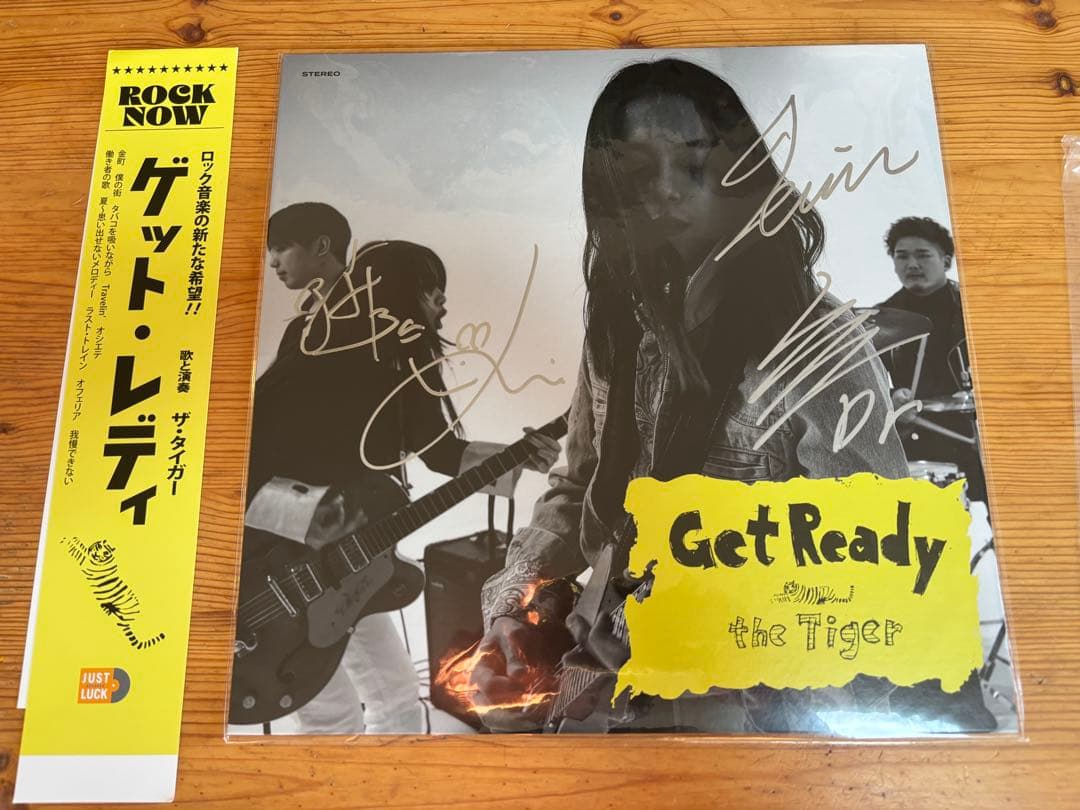 ★★★★★★★★★★
ROCK
NOW
ロック音楽の新たな希望!!
ゲット・レディ
歌と演奏 ザ・タイガー
金町 僕の街 タバコを吸いながら Travelin' オシエテ
働き者の歌 夏〜思い出せないメロディー ラスト・トレイン オフェリア 我慢できない
JUST
LUCK
STEREO
Dr.
Get Ready
the Tiger